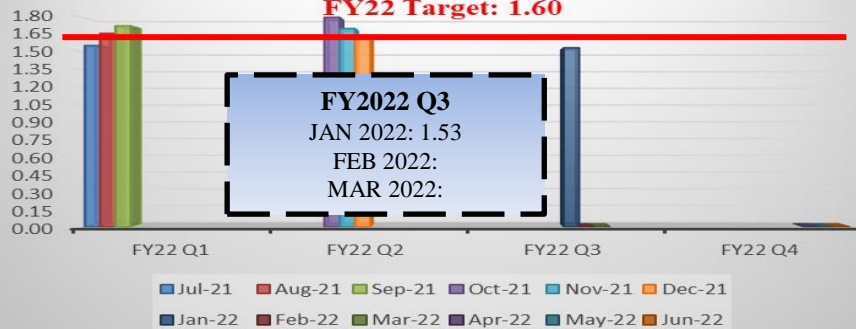 FY22 Target: 1.60
1.80
1.65
1.50
1.35
1.20
1.05
0.90
0.75
0.60
0.45
0.30
0.15
0.00
FY2022 Q3
JAN 2022: 1.53
FEB 2022:
MAR 2022:
FY22 Q1 FY22 Q2 FY22 Q3 FY22 Q4
Jul-21 Aug-21 Sep-21 Oct-21 Nov-21 Dec-21
Jan-22 Feb-22 Mar-22 Apr-22 May-22 Jun-22